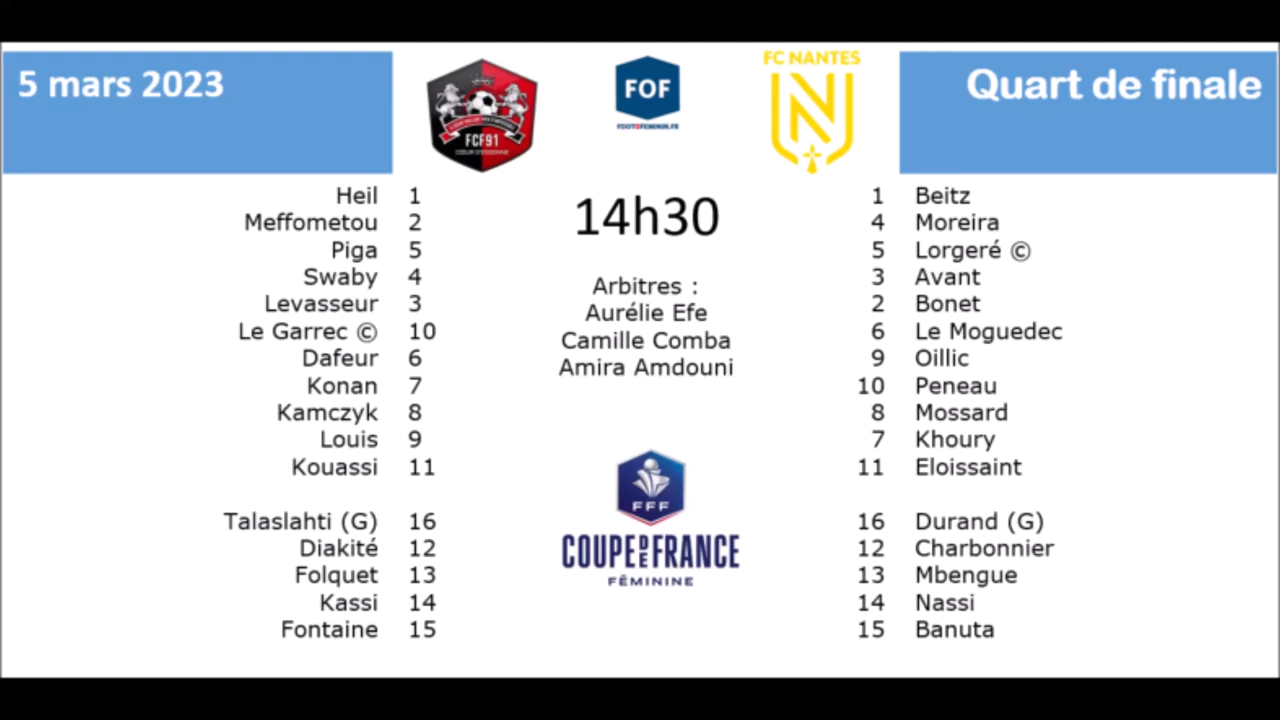 5 mars 2023
FCF91
FOF
FOOTOFEMININ.FR
FC NANTES
Quart de finale
14h30
Arbitres :
Aurélie Efe
Camille Comba
Amira Amdouni
FFF
COUPE DE FRANCE
FÉMININE
Heil 1
Meffometou 2
Piga 5
Swaby 4
Levasseur 3
Le Garrec © 10
Dafeur 6
Konan 7
Kamczyk 8
Louis 9
Kouassi 11
Talaslahti (G) 16
Diakité 12
Folquet 13
Kassi 14
Fontaine 15
1 Beitz
4 Moreira
5 Lorgeré ©
3 Avant
2 Bonet
6 Le Moguedec
9 Oillic
10 Peneau
8 Mossard
7 Khoury
11 Eloissaint
16 Durand (G)
12 Charbonnier
13 Mbengue
14 Nassi
15 Banuta